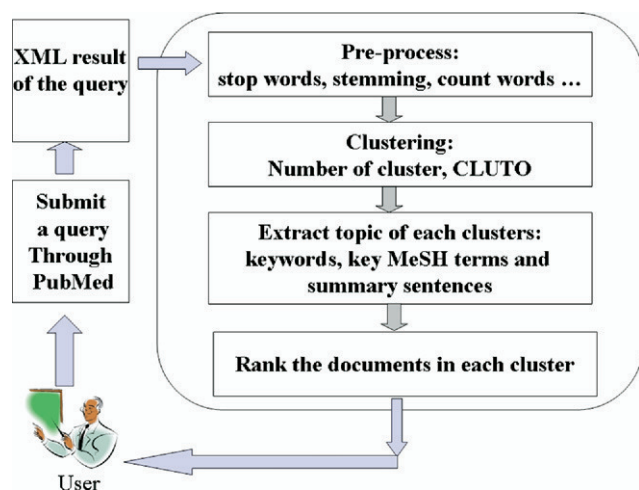 XML result
of the query
Submit
a query
Through
PubMed
User
Pre-process:
stop words, stemming, count words …
Clustering:
Number of cluster, CLUTO
Extract topic of each clusters:
keywords, key MeSH terms and
summary sentences
Rank the documents in each cluster